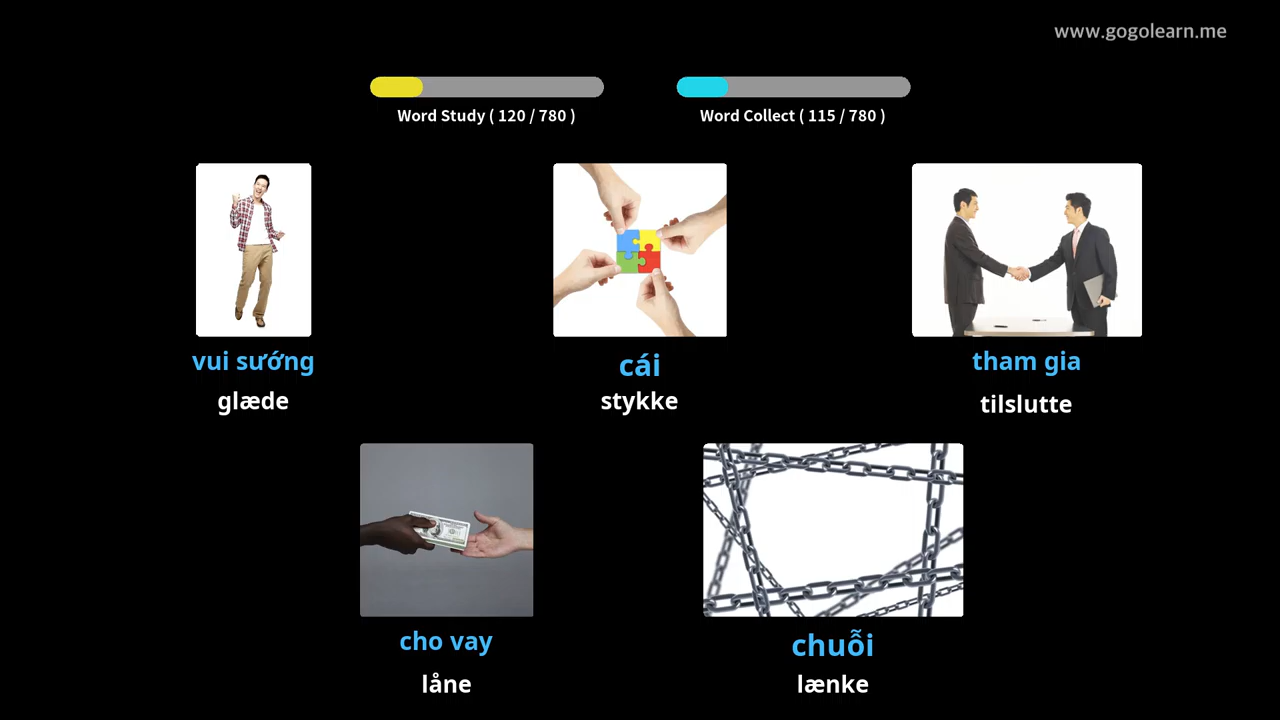 www.gogolearn.me
Word Study ( 120 / 780 )
Word Collect ( 115 / 780 )
vui sướng
glæde
cái
stykke
tham gia
tilslutte
cho vay
låne
chuỗi
lænke